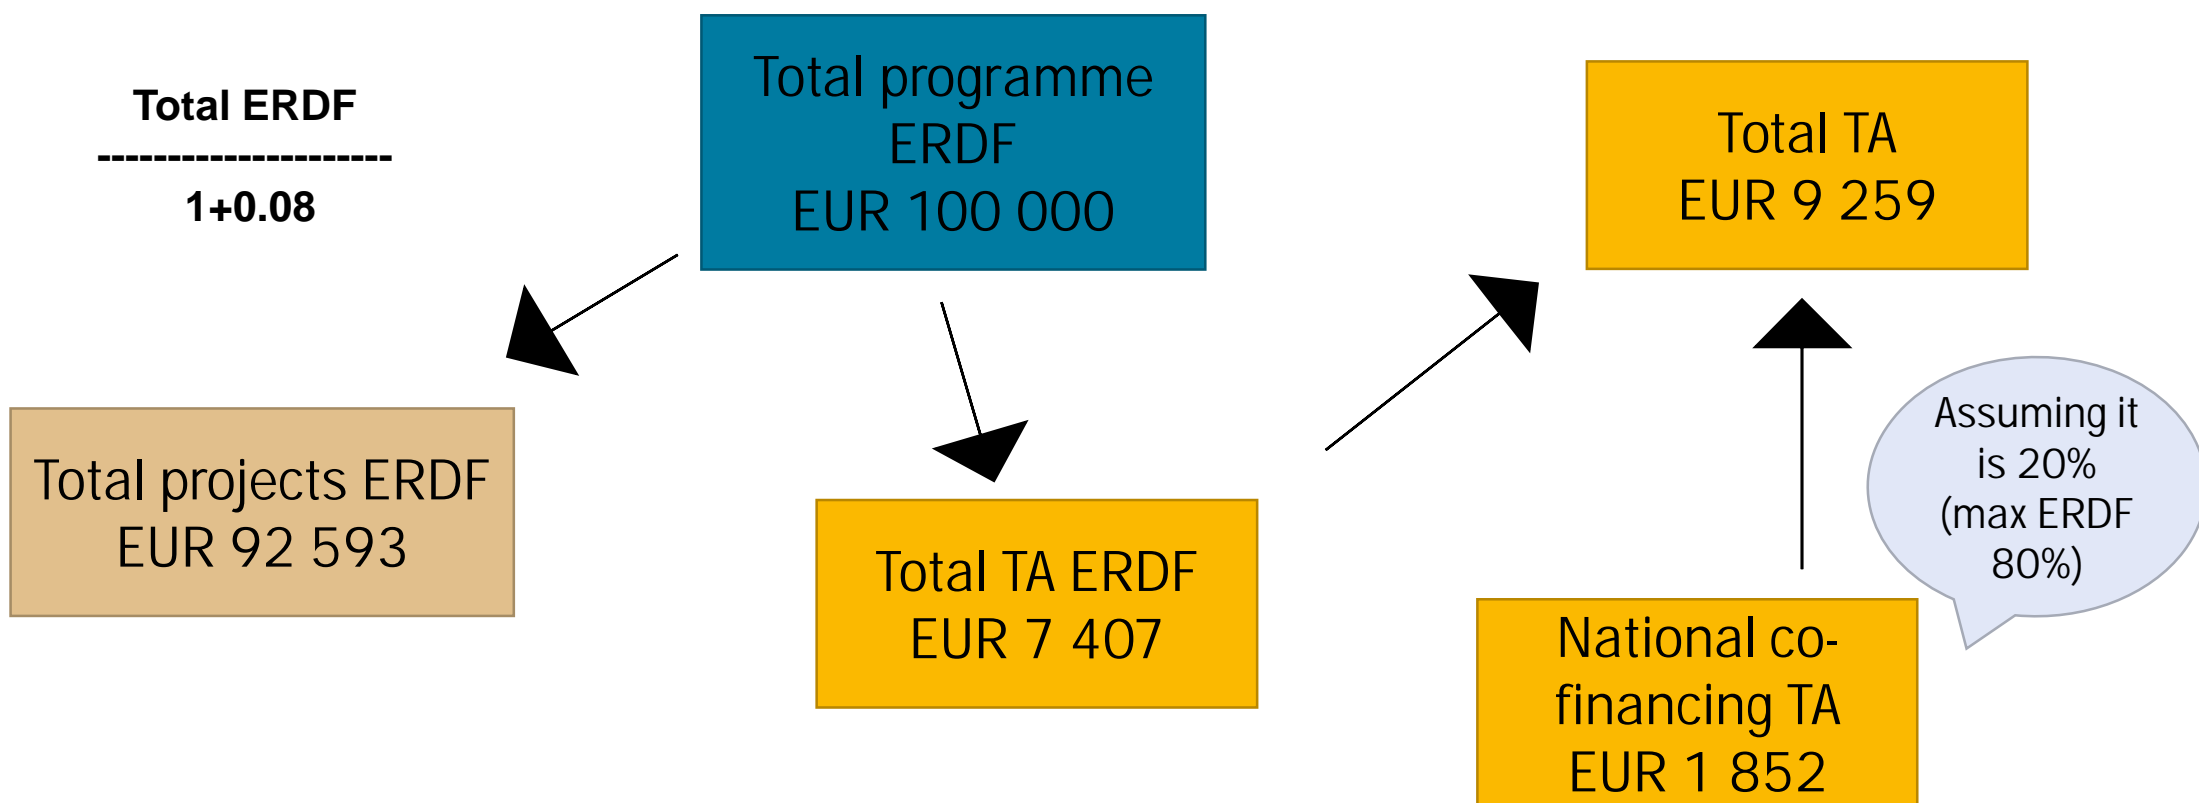 Total ERDF
---------------------
1+0.08
Total programme
ERDF
EUR 100 000
Total TA
EUR 9 259
Total projects ERDF
EUR 92 593
Total TA ERDF
EUR 7 407
Assuming it
is 20%
(max ERDF
80%)
National co-
financing TA
EUR 1 852